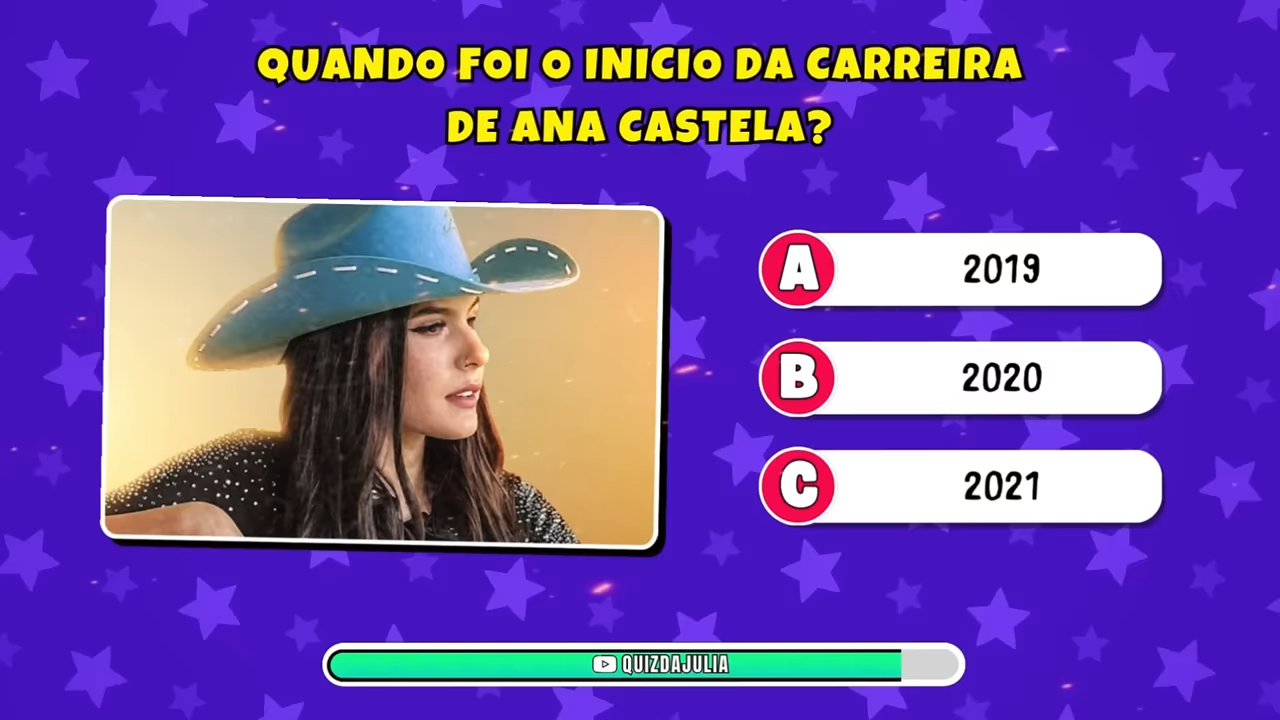 QUANDO FOI O INICIO DA CARREIRA
DE ANA CASTELA?
A 2019
B 2020
C 2021
QUIZDAJULIA